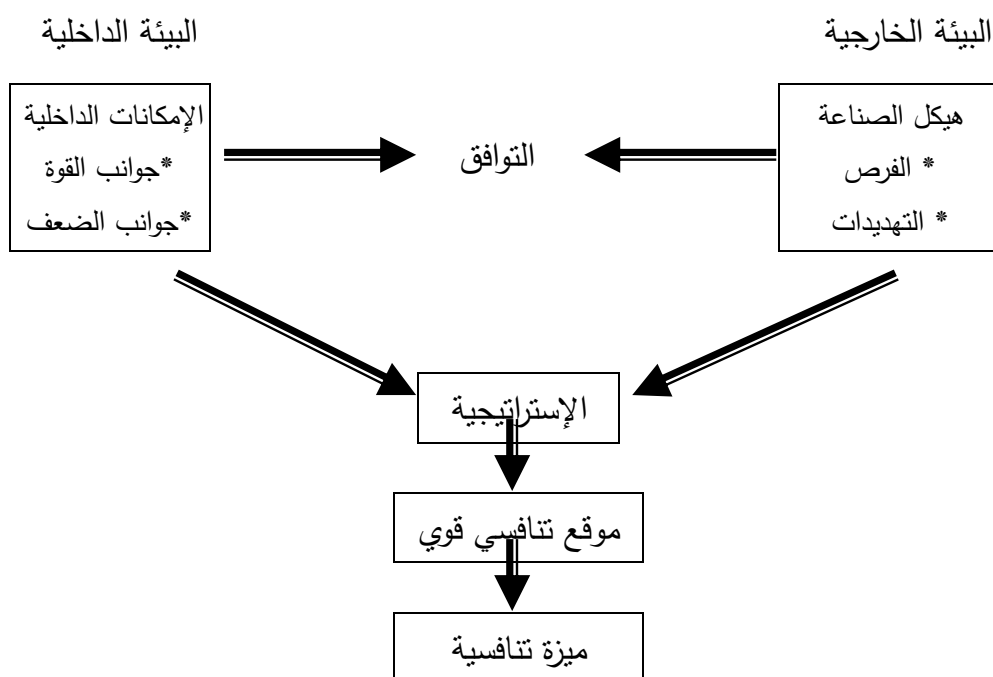 البيئة الخارجية
البيئة الداخلية
هيكل الصناعة
* الفرص
* التهديدات
التوافق
الإمكانات الداخلية
*جوانب القوة
*جوانب الضعف
الإستراتيجية
موقع تنافسي قوي
ميزة تنافسية